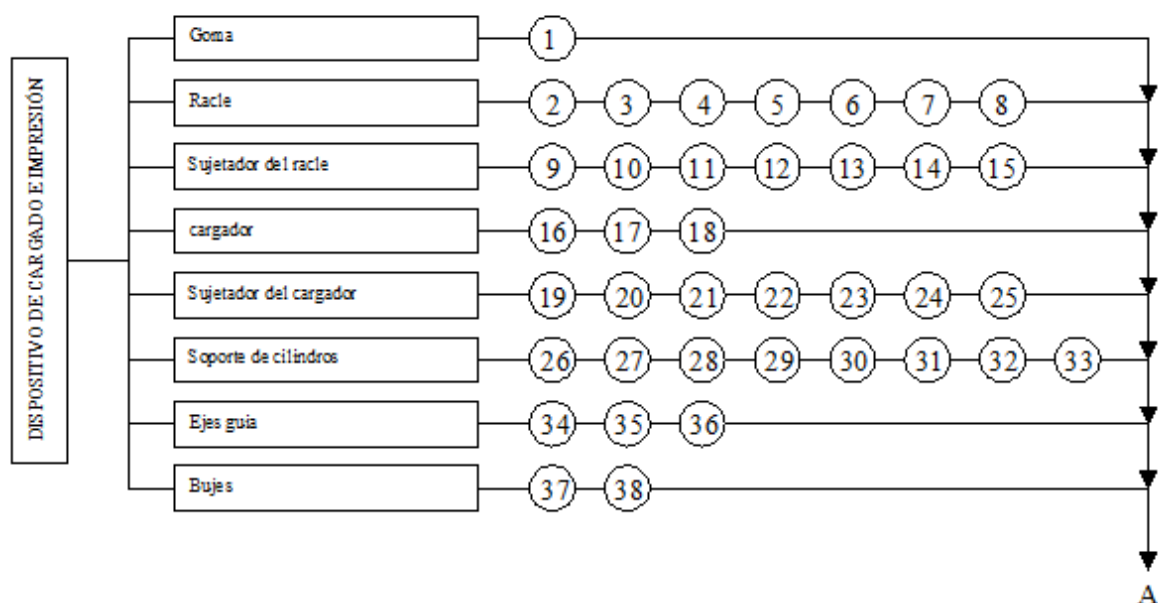 DISPOSITIVO DE CARGADO E IMPRESIÓN
Goma 1
Racle 2 3 4 5 6 7 8
Sujetador del racle 9 10 11 12 13 14 15
cargador 16 17 18
Sujetador del cargador 19 20 21 22 23 24 25
Soporte de cilindros 26 27 28 29 30 31 32 33
Ejes guía 34 35 36
Bujes 37 38
A